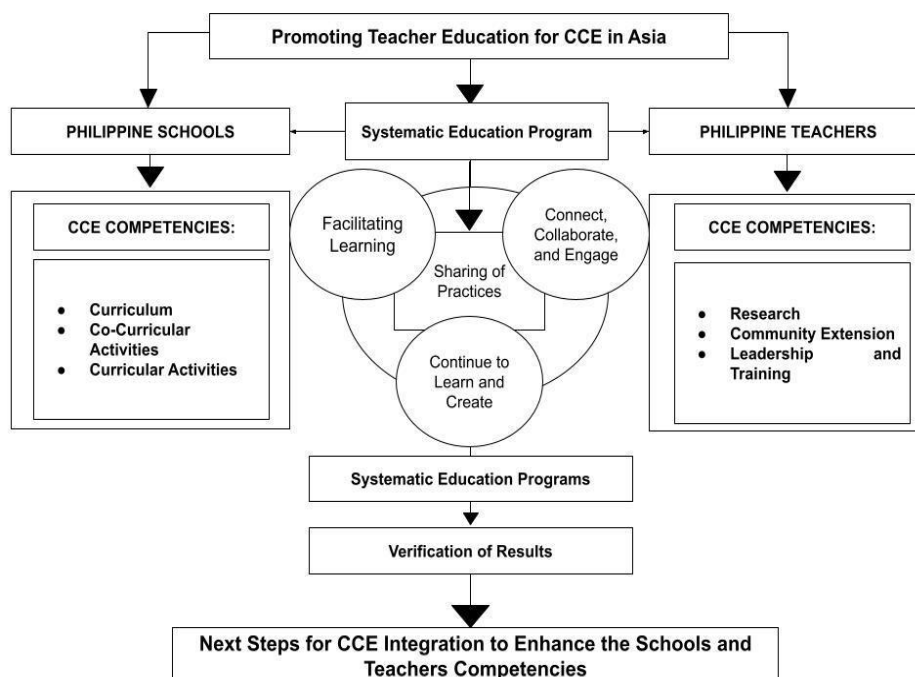 Promoting Teacher Education for CCE in Asia
PHILIPPINE SCHOOLS
Systematic Education Program
PHILIPPINE TEACHERS
CCE COMPETENCIES:
● Curriculum
● Co-Curricular
Activities
● Curricular Activities
Facilitating
Learning
Connect,
Collaborate,
and Engage
Sharing of
Practices
Continue to
Learn and
Create
CCE COMPETENCIES:
● Research
● Community Extension
● Leadership and
Training
Systematic Education Programs
Verification of Results
Next Steps for CCE Integration to Enhance the Schools and
Teachers Competencies